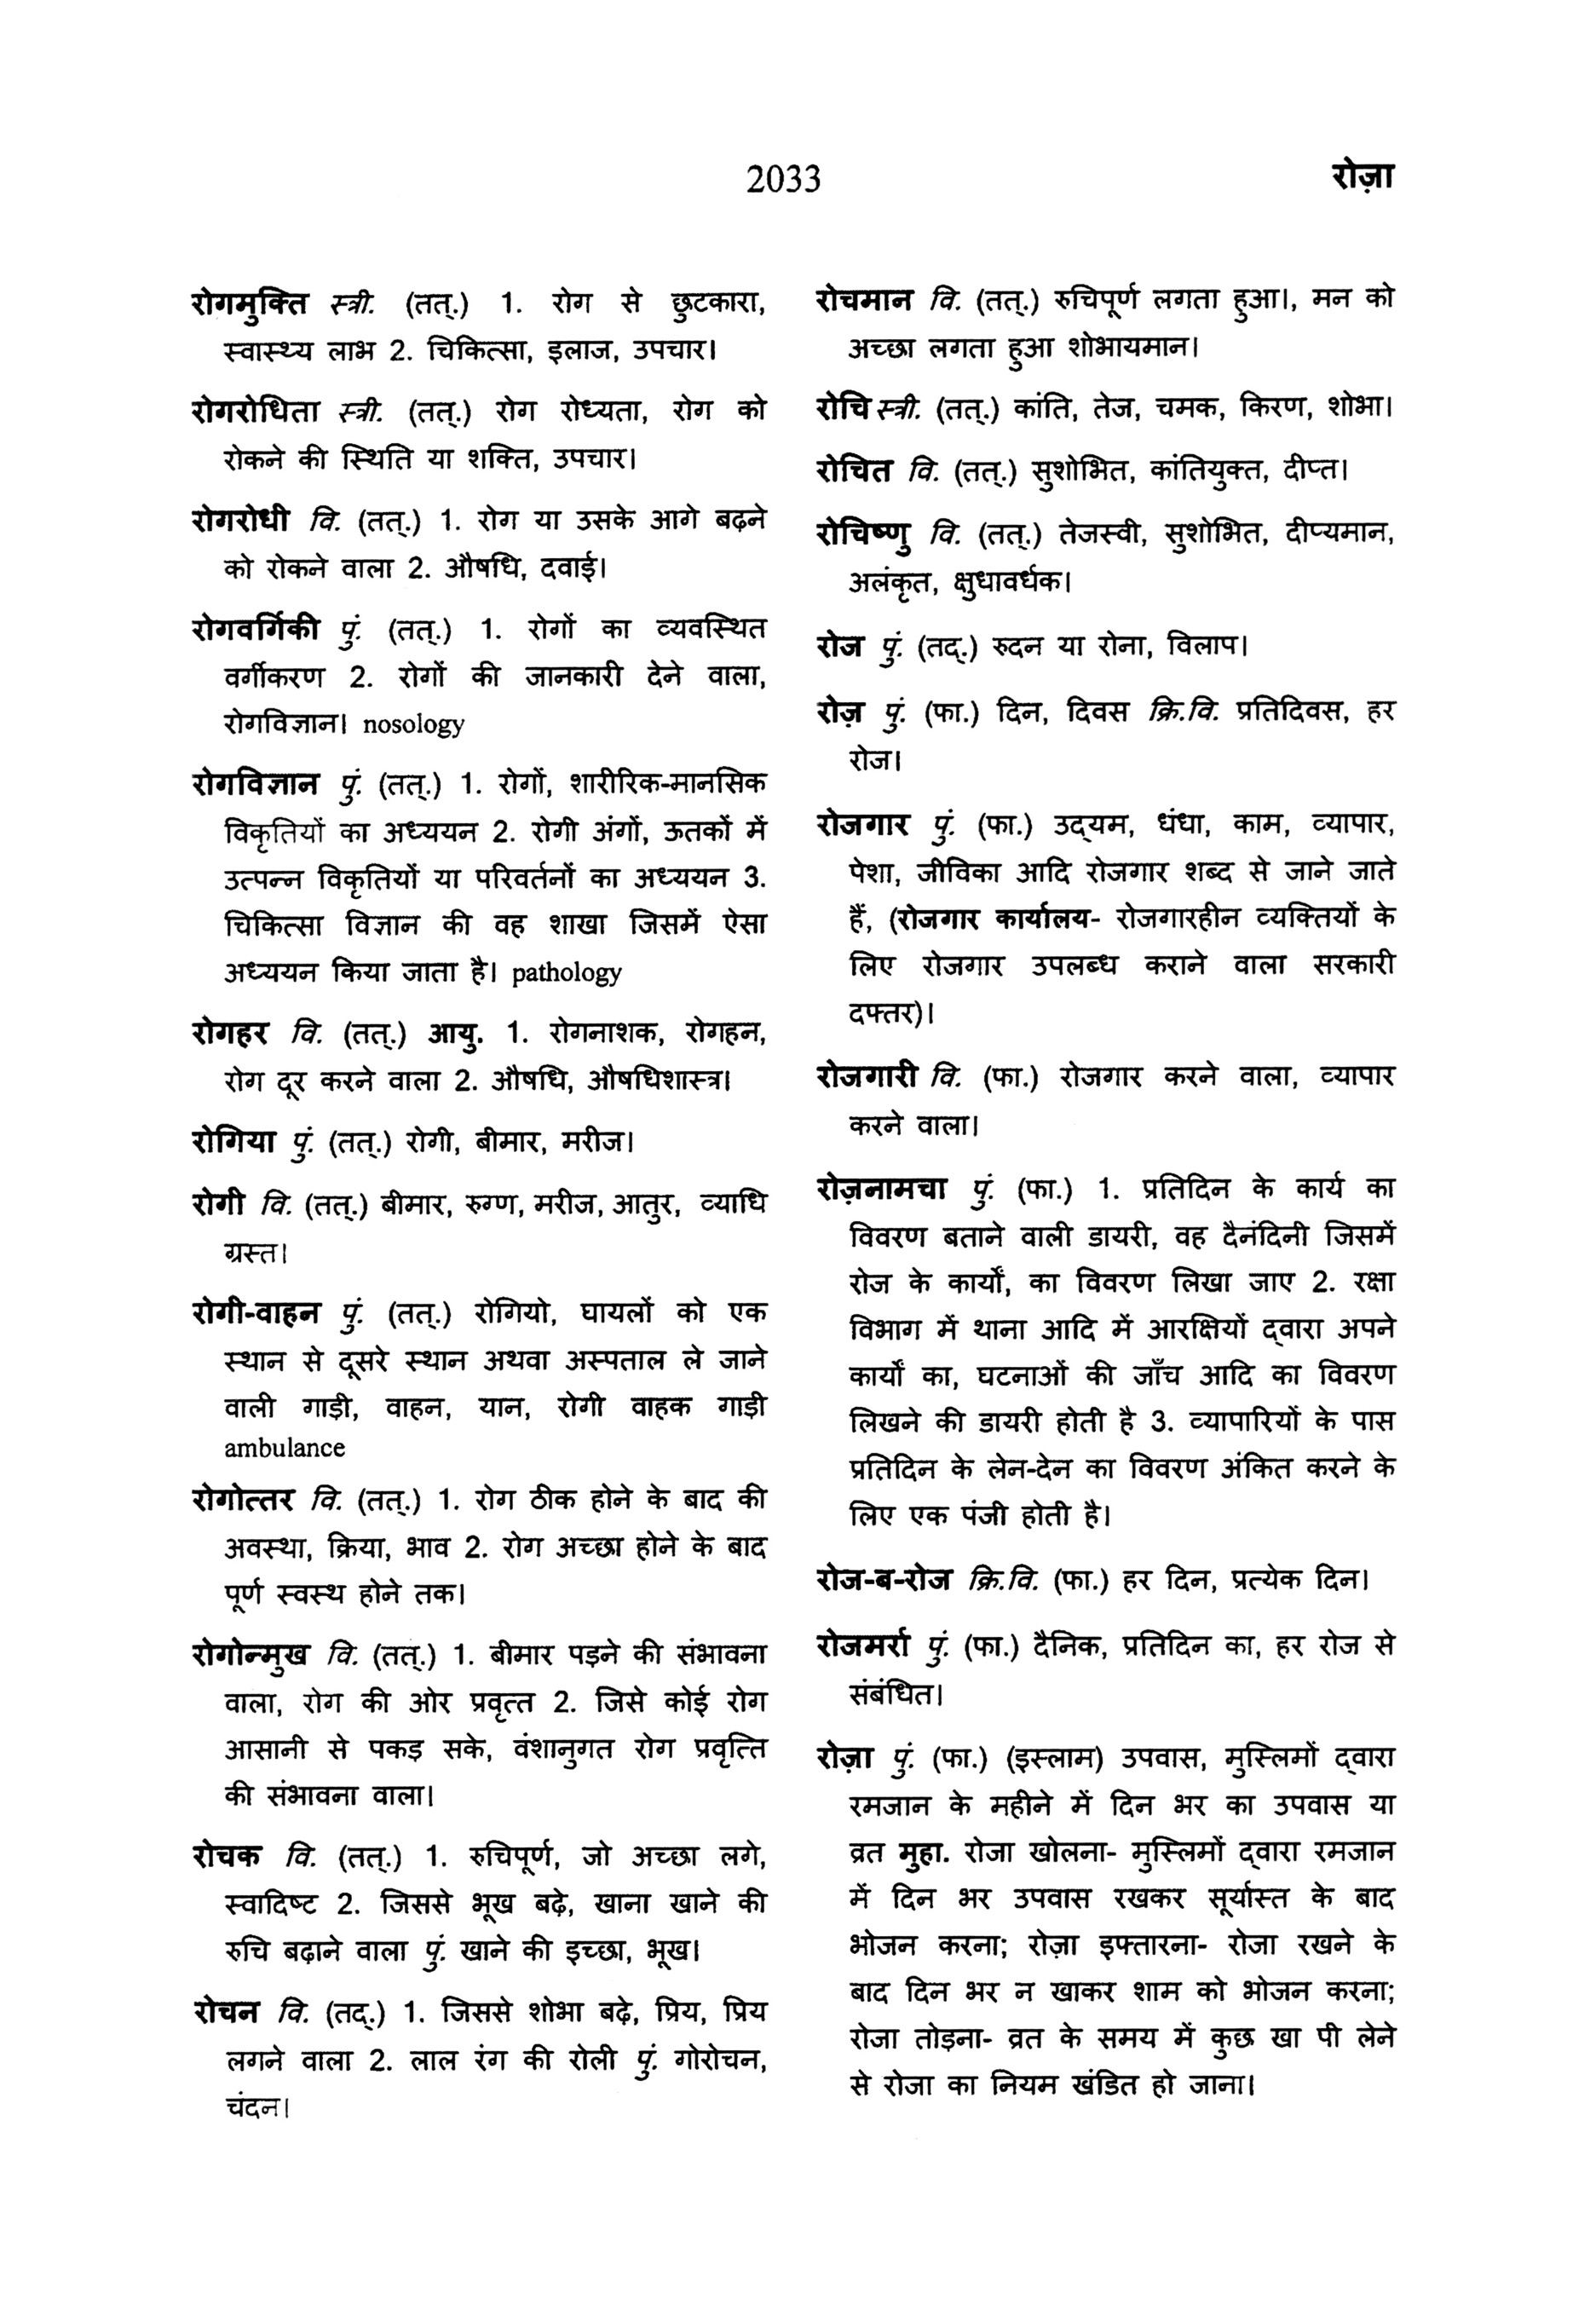 2033
रोज़ा
रोगमुक्ति स्त्री. (तत्.) 1. रोग से छुटकारा,
स्वास्थ्य लाभ 2. चिकित्सा, इलाज, उपचार।
रोगरोधिता स्त्री. (तत्.) रोग रोध्यता, रोग को
रोकने की स्थिति या शक्ति, उपचार।
रोगरोधी वि. (तत्.) 1. रोग या उसके आगे बढ़ने
को रोकने वाला 2. औषधि, दवाई।
रोगवर्गिकी पुं. (तत्.) 1. रोगों का व्यवस्थित
वर्गीकरण 2. रोगों की जानकारी देने वाला,
रोगविज्ञान। nosology
रोगविज्ञान पुं. (तत्.) 1. रोगों, शारीरिक-मानसिक
विकृतियों का अध्ययन 2. रोगी अंगों, ऊतकों में
उत्पन्न विकृतियों या परिवर्तनों का अध्ययन 3.
चिकित्सा विज्ञान की वह शाखा जिसमें ऐसा
अध्ययन किया जाता है। pathology
रोगहर वि. (तत्.) आयु. 1. रोगनाशक, रोगहन,
रोग दूर करने वाला 2. औषधि, औषधिशास्त्र।
रोगिया पुं. (तत्.) रोगी, बीमार, मरीज।
रोगी वि. (तत्.) बीमार, रुग्ण, मरीज, आतुर, व्याधि
ग्रस्त।
रोगी-वाहन पुं. (तत्.) रोगियो, घायलों को एक
स्थान से दूसरे स्थान अथवा अस्पताल ले जाने
वाली गाड़ी, वाहन, यान, रोगी वाहक गाड़ी
ambulance
रोगोत्तर वि. (तत्.) 1. रोग ठीक होने के बाद की
अवस्था, क्रिया, भाव 2. रोग अच्छा होने के बाद
पूर्ण स्वस्थ होने तक।
रोगोन्मुख वि. (तत्.) 1. बीमार पड़ने की संभावना
वाला, रोग की ओर प्रवृत्त 2. जिसे कोई रोग
आसानी से पकड़ सके, वंशानुगत रोग प्रवृत्ति
की संभावना वाला।
रोचक वि. (तत्.) 1. रुचिपूर्ण, जो अच्छा लगे,
स्वादिष्ट 2. जिससे भूख बढ़े, खाना खाने की
रुचि बढ़ाने वाला पुं. खाने की इच्छा, भूख।
रोचन वि. (तद्.) 1. जिससे शोभा बढ़े, प्रिय, प्रिय
लगने वाला 2. लाल रंग की रोली पुं. गोरोचन,
चंदन।
रोचमान वि. (तत्.) रुचिपूर्ण लगता हुआ।, मन को
अच्छा लगता हुआ शोभायमान।
रोचि स्त्री. (तत्.) कांति, तेज, चमक, किरण, शोभा।
रोचित वि. (तत्.) सुशोभित, कांतियुक्त, दीप्त।
रोचिष्णु वि. (तत्.) तेजस्वी, सुशोभित, दीप्यमान,
अलंकृत, क्षुधावर्धक।
रोज पुं. (तद्.) रुदन या रोना, विलाप।
रोज़ पुं. (फा.) दिन, दिवस क्रि.वि. प्रतिदिवस, हर
रोज।
रोजगार पुं. (फा.) उद्‌यम, धंधा, काम, व्यापार,
पेशा, जीविका आदि रोजगार शब्द से जाने जाते
हैं, (रोजगार कार्यालय- रोजगारहीन व्यक्तियों के
लिए रोजगार उपलब्ध कराने वाला सरकारी
दफ्तर)।
रोजगारी वि. (फा.) रोजगार करने वाला, व्यापार
करने वाला।
रोज़नामचा पुं. (फा.) 1. प्रतिदिन के कार्य का
विवरण बताने वाली डायरी, वह दैनंदिनी जिसमें
रोज के कार्यों, का विवरण लिखा जाए 2. रक्षा
विभाग में थाना आदि में आरक्षियों द्‌वारा अपने
कार्यों का, घटनाओं की जाँच आदि का विवरण
लिखने की डायरी होती है 3. व्यापारियों के पास
प्रतिदिन के लेन-देन का विवरण अंकित करने के
लिए एक पंजी होती है।
रोज-ब-रोज क्रि.वि. (फा.) हर दिन, प्रत्येक दिन।
रोजमर्रा पुं. (फा.) दैनिक, प्रतिदिन का, हर रोज से
संबंधित।
रोज़ा पुं. (फा.) (इस्लाम) उपवास, मुस्लिमों द्‌वारा
रमजान के महीने में दिन भर का उपवास या
व्रत मुहा. रोजा खोलना- मुस्लिमों द्‌वारा रमजान
में दिन भर उपवास रखकर सूर्यास्त के बाद
भोजन करना; रोज़ा इफ्तारना- रोजा रखने के
बाद दिन भर न खाकर शाम को भोजन करना;
रोजा तोड़ना- व्रत के समय में कुछ खा पी लेने
से रोजा का नियम खंडित हो जाना।